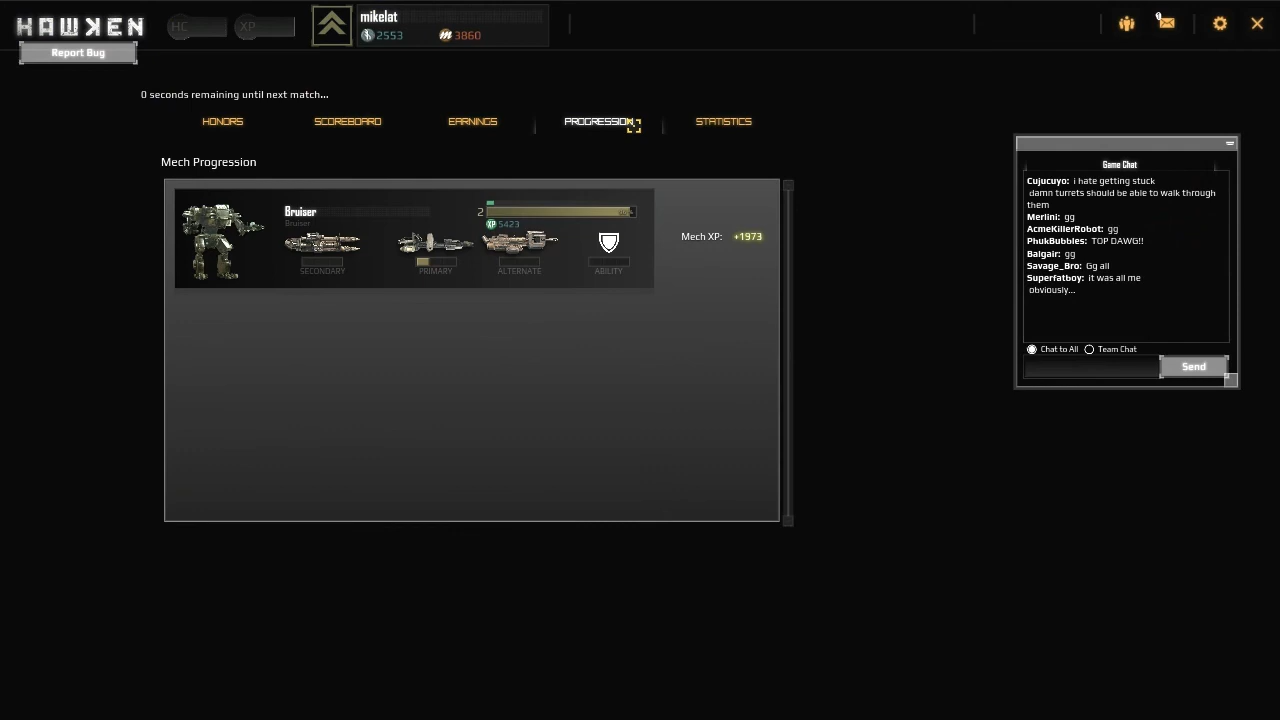 HAWKEN
HC
XP
mikelat
2553
3860
1
Report Bug
0 seconds remaining until next match...
HONORS
SCOREBOARD
EARNINGS
PROGRESSION
STATISTICS
Mech Progression
Bruiser
Bruiser
2
XP 5423
SECONDARY
PRIMARY
ALTERNATE
ABILITY
Mech XP: +1973
Game Chat
Cujucuyo: i hate getting stuck
damn turrets should be able to walk through
them
Merlini: gg
AcmeKillerRobot: gg
PhukBubbles: TOP DAWG!!
Balgair: gg
Savage_Bro: Gg all
Superfatboy: it was all me
obviously...
Chat to All
Team Chat
Send